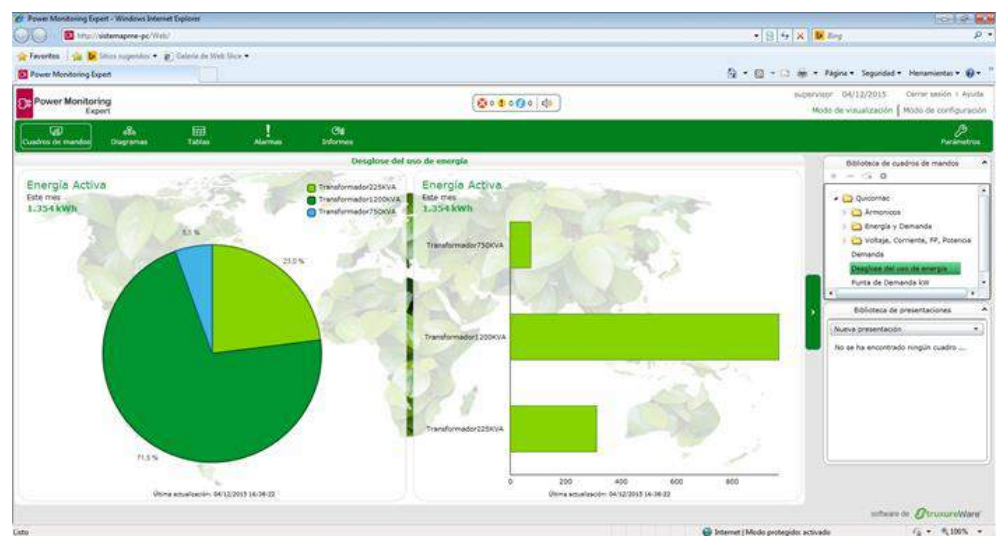 Power Monitoring Expert - Windows Internet Explorer
http://sistemapme-pc/Web/
Bing
Favoritos Sitios sugeridos Galería de Web Slice
Power Monitoring Expert
Página Seguridad Herramientas
Power Monitoring
Expert
0 0 0
supervisor 04/12/2015 Cerrar sesión Ayuda
Modo de visualización Modo de configuración
Cuadros de mandos Diagramas Tablas Alarmas Informes Parámetros
Desglose del uso de energía
Energía Activa
Este mes
1.354 kWh
Transformador225KVA
Transformador1200KVA
Transformador750KVA
5,5 %
23,0 %
71,5 %
Última actualización: 04/12/2015 16:38:22
Energía Activa
Este mes
1.354 kWh
Transformador750KVA
Transformador1200KVA
Transformador225KVA
0 200 400 600 800
Última actualización: 04/12/2015 16:38:22
Biblioteca de cuadros de mandos
Quicornac
Armonicos
Energía y Demanda
Voltaje, Corriente, FP, Potencia
Demanda
Desglose del uso de energía
Punta de Demanda kW
Biblioteca de presentaciones
Nueva presentación
No se ha encontrado ningún cuadro ...
software de StruxureWare
Listo
Internet | Modo protegido: activado
100%